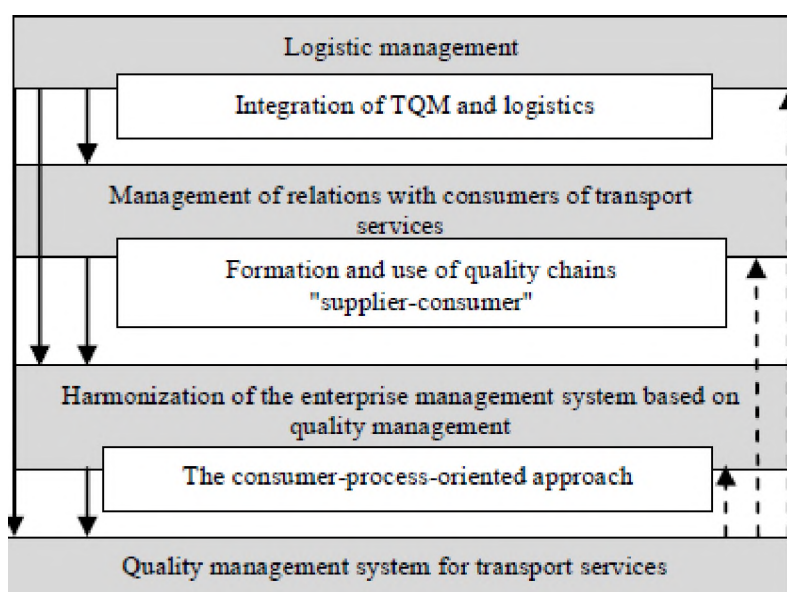 Logistic management
Integration of TQM and logistics
Management of relations with consumers of transport
services
Formation and use of quality chains
"supplier-consumer"
Harmonization of the enterprise management system based on
quality management
The consumer-process-oriented approach
Quality management system for transport services